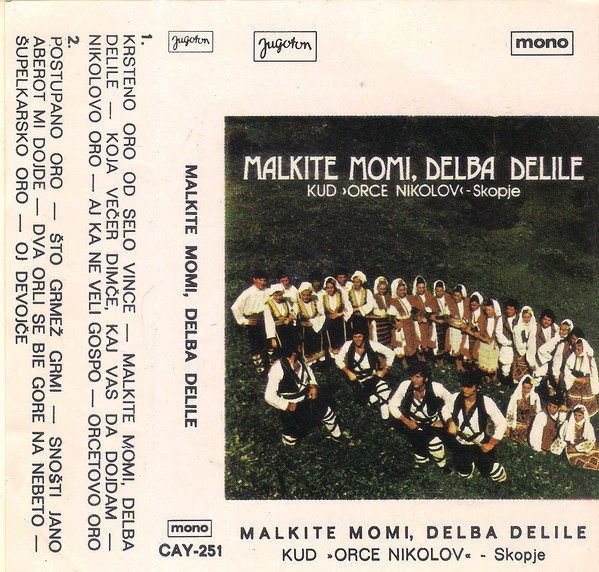 1.
KRSTENO ORO OD SELO VINCE — MALKITE MOMI, DELBA
DELILE — KOJA VEČER DIMČE, KAJ VAS DA DOJDAM —
NIKOLOVO ORO — AJ KA NE VELI GOSPO — ORCETOVO ORO
2.
POSTUPANO ORO — ŠTO GRMEŽ GRMI — SNOŠTI JANO
ABEROT MI DOJDE — DVA ORLI SE BIE GORE NA NEBETO —
ŠUPELKARSKO ORO — OJ DEVOJČE
Jugoton
MALKITE MOMI, DELBA DELILE
mono
CAY-251
Jugoton
mono
MALKITE MOMI, DELBA DELILE
KUD »ORCE NIKOLOV« - Skopje
MALKITE MOMI, DELBA DELILE
KUD »ORCE NIKOLOV« - Skopje